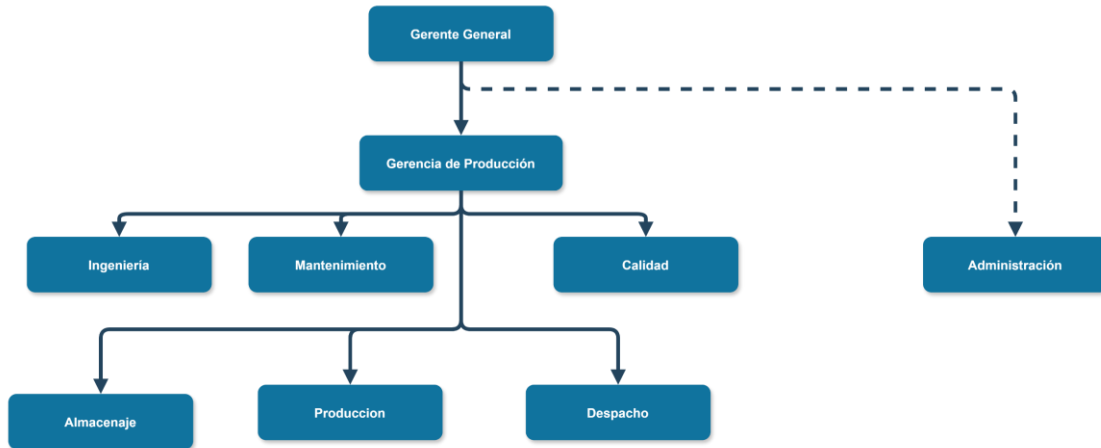 Gerente General
Gerencia de Producción
Ingeniería
Mantenimiento
Calidad
Administración
Almacenaje
Produccion
Despacho